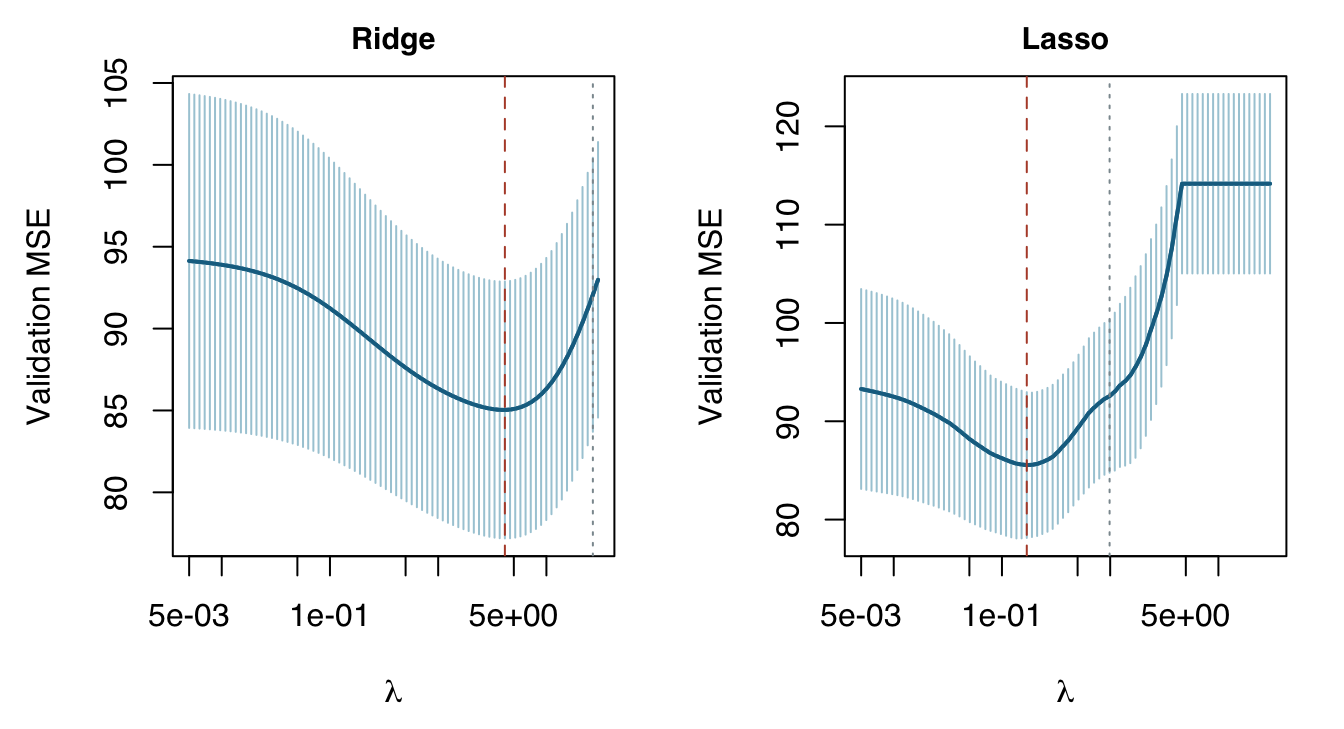 Ridge
Validation MSE
105
100
95
90
85
80
5e-03 1e-01 5e+00
λ
Lasso
Validation MSE
120
110
100
90
80
5e-03 1e-01 5e+00
λ